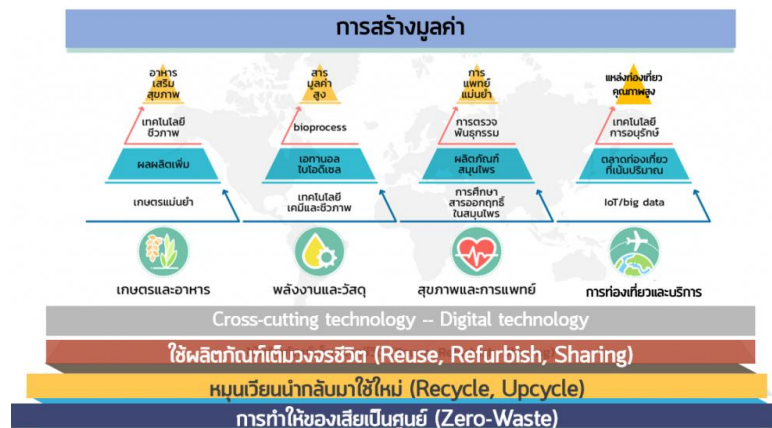 การสร้างมูลค่า
อาหาร
เสริม
สุขภาพ
เทคโนโลยี
ชีวภาพ
ผลผลิตเพิ่ม
เกษตรแม่นยำ
เกษตรและอาหาร
สาร
มูลค่า
สูง
bioprocess
เอทานอล
ไบโอดีเซล
เทคโนโลยี
เคมีและชีวภาพ
พลังงานและวัสดุ
การ
แพทย์
แม่นยำ
การตรวจ
พันธุกรรม
ผลิตภัณฑ์
สมุนไพร
การศึกษา
สารออกฤทธิ์
ในสมุนไพร
สุขภาพและการแพทย์
แหล่งท่องเที่ยว
คุณภาพสูง
เทคโนโลยี
การอนุรักษ์
ตลาดท่องเที่ยว
ที่เน้นปริมาณ
IoT/big data
การท่องเที่ยวและบริการ
Cross-cutting technology -- Digital technology
ใช้ผลิตภัณฑ์เต็มวงจรชีวิต (Reuse, Refurbish, Sharing)
หมุนเวียนนำกลับมาใช้ใหม่ (Recycle, Upcycle)
การทำให้ของเสียเป็นศูนย์ (Zero-Waste)